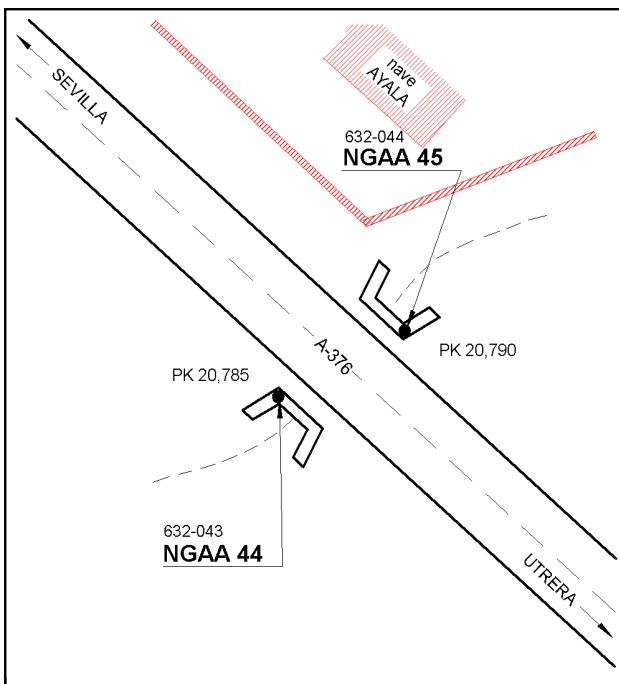 SEVILLA
nave
AYALA
632-044
NGAA 45
PK 20,790
A-376
PK 20,785
632-043
NGAA 44
UTRERA